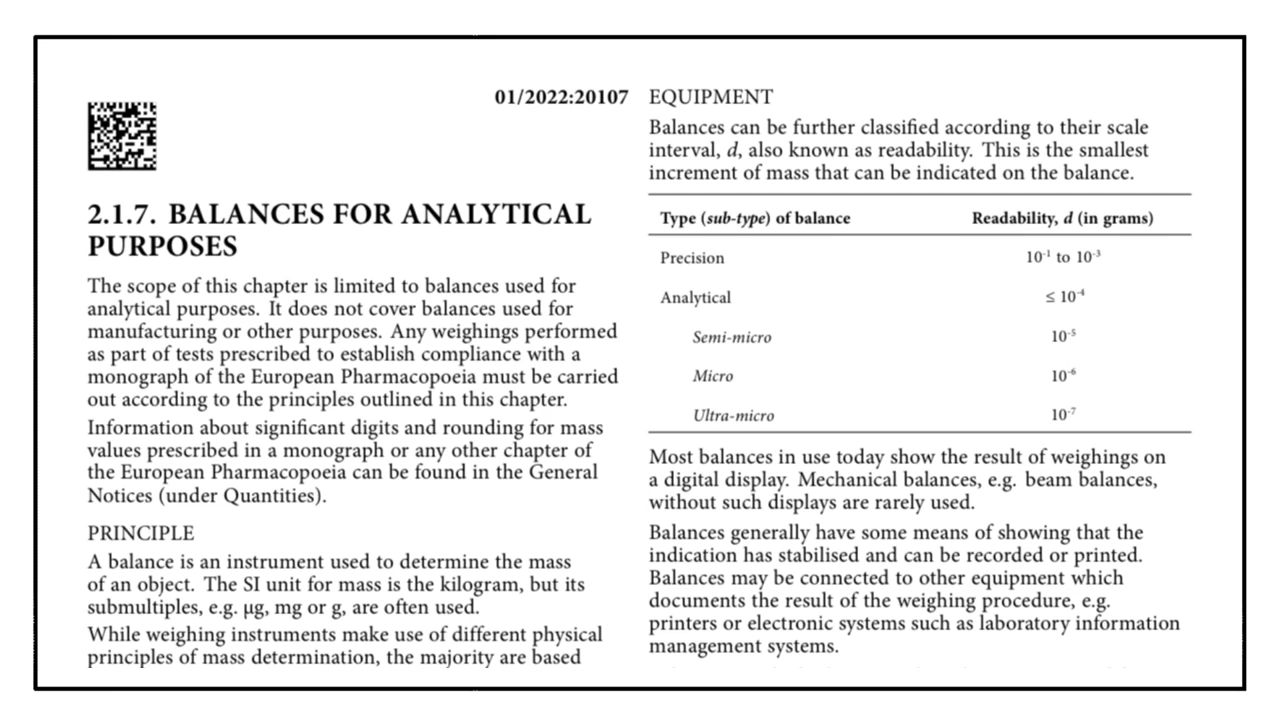 01/2022:20107
2.1.7. BALANCES FOR ANALYTICAL
PURPOSES
The scope of this chapter is limited to balances used for
analytical purposes. It does not cover balances used for
manufacturing or other purposes. Any weighings performed
as part of tests prescribed to establish compliance with a
monograph of the European Pharmacopoeia must be carried
out according to the principles outlined in this chapter.
Information about significant digits and rounding for mass
values prescribed in a monograph or any other chapter of
the European Pharmacopoeia can be found in the General
Notices (under Quantities).
PRINCIPLE
A balance is an instrument used to determine the mass
of an object. The SI unit for mass is the kilogram, but its
submultiples, e.g. μg, mg or g, are often used.
While weighing instruments make use of different physical
principles of mass determination, the majority are based
EQUIPMENT
Balances can be further classified according to their scale
interval, d, also known as readability. This is the smallest
increment of mass that can be indicated on the balance.
Type (sub-type) of balance Readability, d (in grams)
Precision 10⁻¹ to 10⁻³
Analytical ≤ 10⁻⁴
Semi-micro 10⁻⁵
Micro 10⁻⁶
Ultra-micro 10⁻⁷
Most balances in use today show the result of weighings on
a digital display. Mechanical balances, e.g. beam balances,
without such displays are rarely used.
Balances generally have some means of showing that the
indication has stabilised and can be recorded or printed.
Balances may be connected to other equipment which
documents the result of the weighing procedure, e.g.
printers or electronic systems such as laboratory information
management systems.